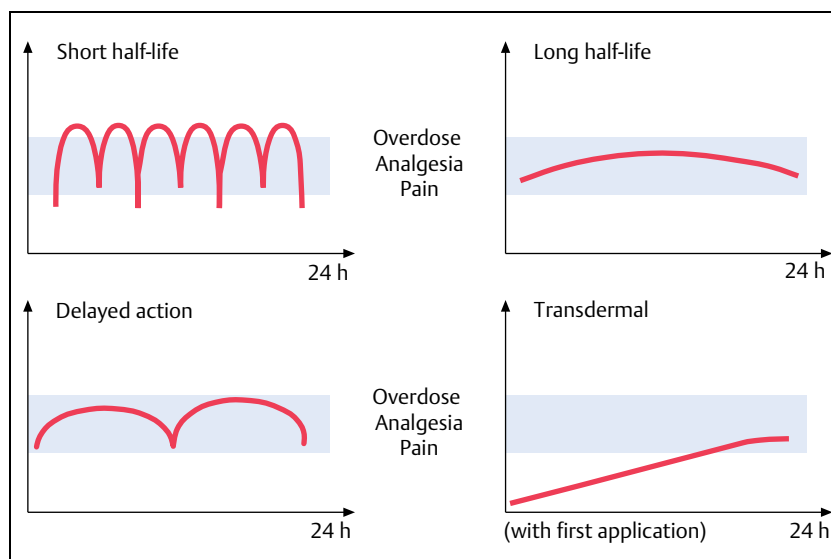 Short half-life
Long half-life
Overdose
Analgesia
Pain
24 h
24 h
Delayed action
Transdermal
Overdose
Analgesia
Pain
24 h
(with first application)
24 h